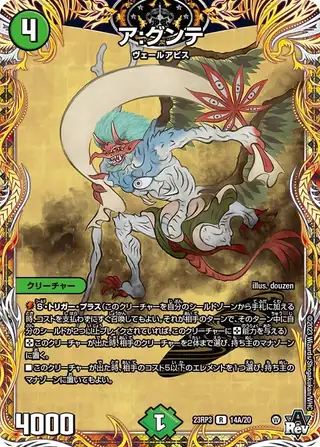 4
ア:グンテ
ヴェールアビス
illus. douzen
クリーチャー
S・トリガー・プラス(このクリーチャーを自分のシールドゾーンから手札に加える
時、コストを支払わずにすぐ召喚してもよい。それが相手のターンで、そのターン中に自
分のシールドが2つ以上ブレイクされていれば、このクリーチャーに能力を与える)
このクリーチャーが出た時、相手のクリーチャーを2体まで選び、持ち主のマナゾー
ンに置いてもよい。
このクリーチャーが出た時、相手のコスト5以下のエレメントを1つ選び、持ち主の
マナゾーンに置いてもよい。
4000
1
23RP3 R 14A/20
Rev